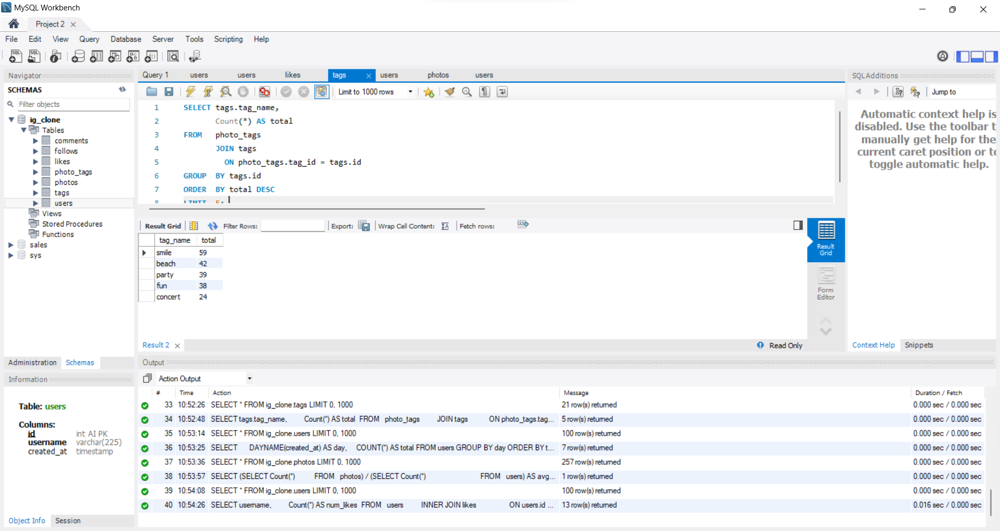 MySQL Workbench
Project 2
File Edit View Query Database Server Tools Scripting Help
Navigator
SCHEMAS
Filter objects
ig_clone
Tables
comments
follows
likes
photo_tags
photos
tags
users
Views
Stored Procedures
Functions
sales
sys
Administration Schemas
Information
Table: users
Columns:
id int AI PK
username varchar(225)
created_at timestamp
Object Info Session
Query 1 users users likes tags users photos users
Limit to 1000 rows
1 SELECT tags.tag_name,
2 Count(*) AS total
3 FROM photo_tags
4 JOIN tags
5 ON photo_tags.tag_id = tags.id
6 GROUP BY tags.id
7 ORDER BY total DESC
8 LIMIT 5;
Result Grid Filter Rows: Export: Wrap Cell Content: Fetch rows:
tag_name total
smile 59
beach 42
party 39
fun 38
concert 24
Result Grid
Form Editor
Result 2 Read Only
SQLAdditions
Jump to
Automatic context help is
disabled. Use the toolbar t
manually get help for the
current caret position or to
toggle automatic help.
Context Help Snippets
Output
Action Output
# Time Action Message Duration / Fetch
33 10:52:26 SELECT * FROM ig_clone.tags LIMIT 0, 1000 21 row(s) returned 0.000 sec / 0.000 sec
34 10:52:48 SELECT tags.tag_name, Count(*) AS total FROM photo_tags JOIN tags ON photo_tags.tag... 5 row(s) returned 0.000 sec / 0.000 sec
35 10:53:14 SELECT * FROM ig_clone.users LIMIT 0, 1000 100 row(s) returned 0.000 sec / 0.000 sec
36 10:53:25 SELECT DAYNAME(created_at) AS day, COUNT(*) AS total FROM users GROUP BY day ORDER BY t... 7 row(s) returned 0.000 sec / 0.000 sec
37 10:53:36 SELECT * FROM ig_clone.photos LIMIT 0, 1000 257 row(s) returned 0.000 sec / 0.000 sec
38 10:53:57 SELECT (SELECT Count(*) FROM photos) / (SELECT Count(*) FROM users) AS avg... 1 row(s) returned 0.000 sec / 0.000 sec
39 10:54:08 SELECT * FROM ig_clone.users LIMIT 0, 1000 100 row(s) returned 0.000 sec / 0.000 sec
40 10:54:26 SELECT username, Count(*) AS num_likes FROM users INNER JOIN likes ON users.id ... 13 row(s) returned 0.016 sec / 0.000 sec